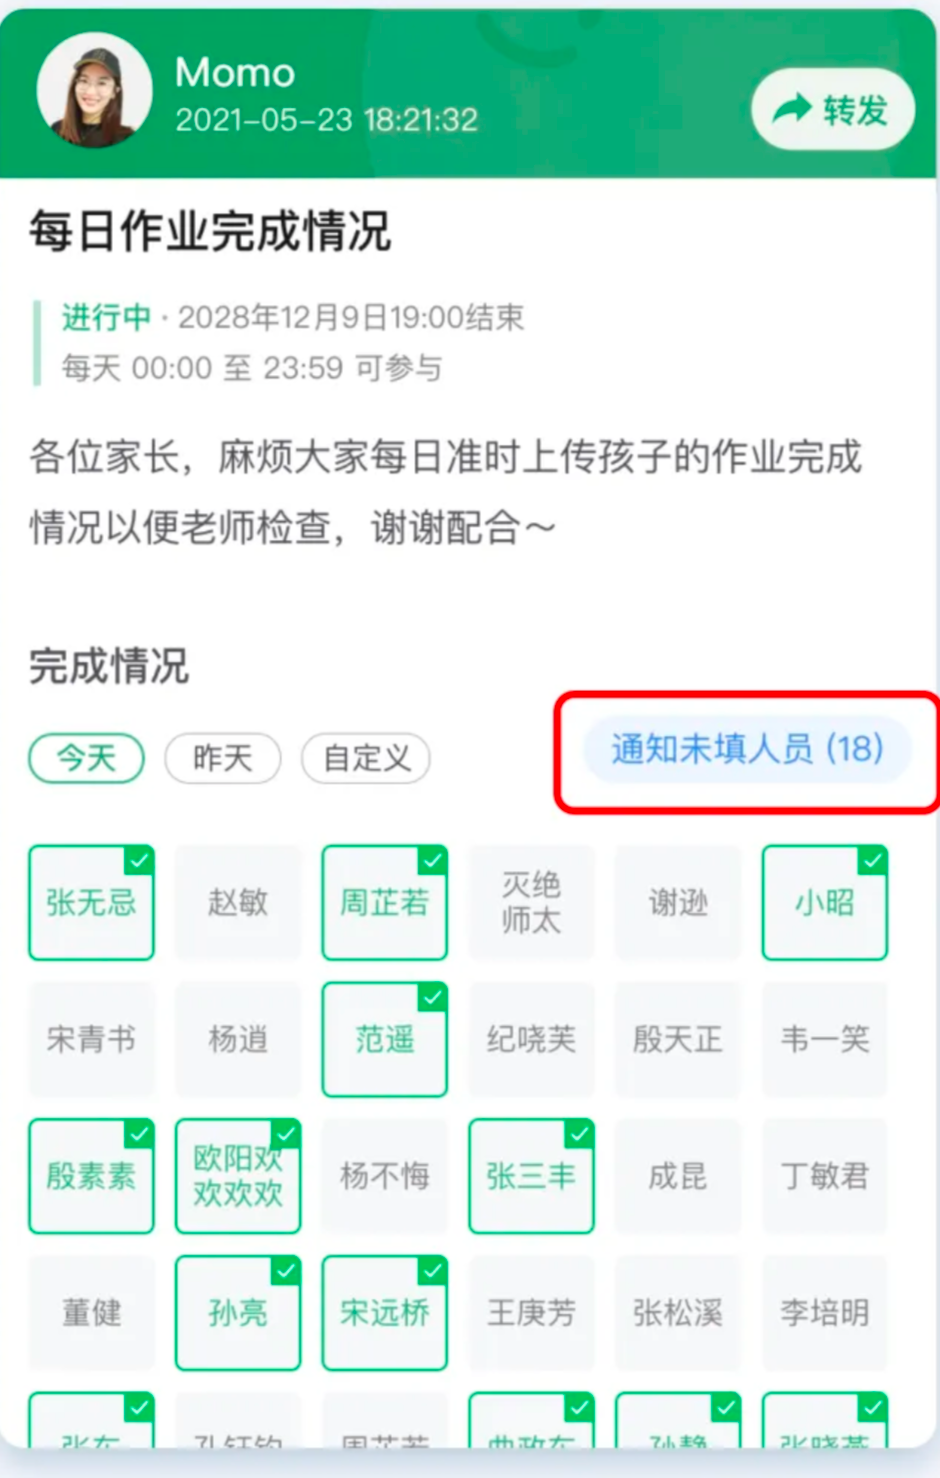 Momo
2021-05-23 18:21:32
转发
每日作业完成情况
进行中 · 2028年12月9日19:00结束
每天 00:00 至 23:59 可参与
各位家长，麻烦大家每日准时上传孩子的作业完成
情况以便老师检查，谢谢配合～
完成情况
今天 昨天 自定义 通知未填人员 (18)
张无忌 赵敏 周芷若 灭绝师太 谢逊 小昭
宋青书 杨逍 范遥 纪晓芙 殷天正 韦一笑
殷素素 欧阳欢欢欢欢 杨不悔 张三丰 成昆 丁敏君
董健 孙亮 宋远桥 王庚芳 张松溪 李培明